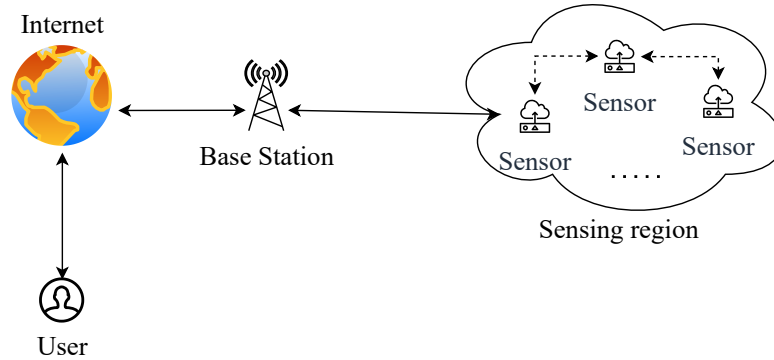 Internet
Base Station
Sensor
Sensor
Sensor
.....
Sensing region
User